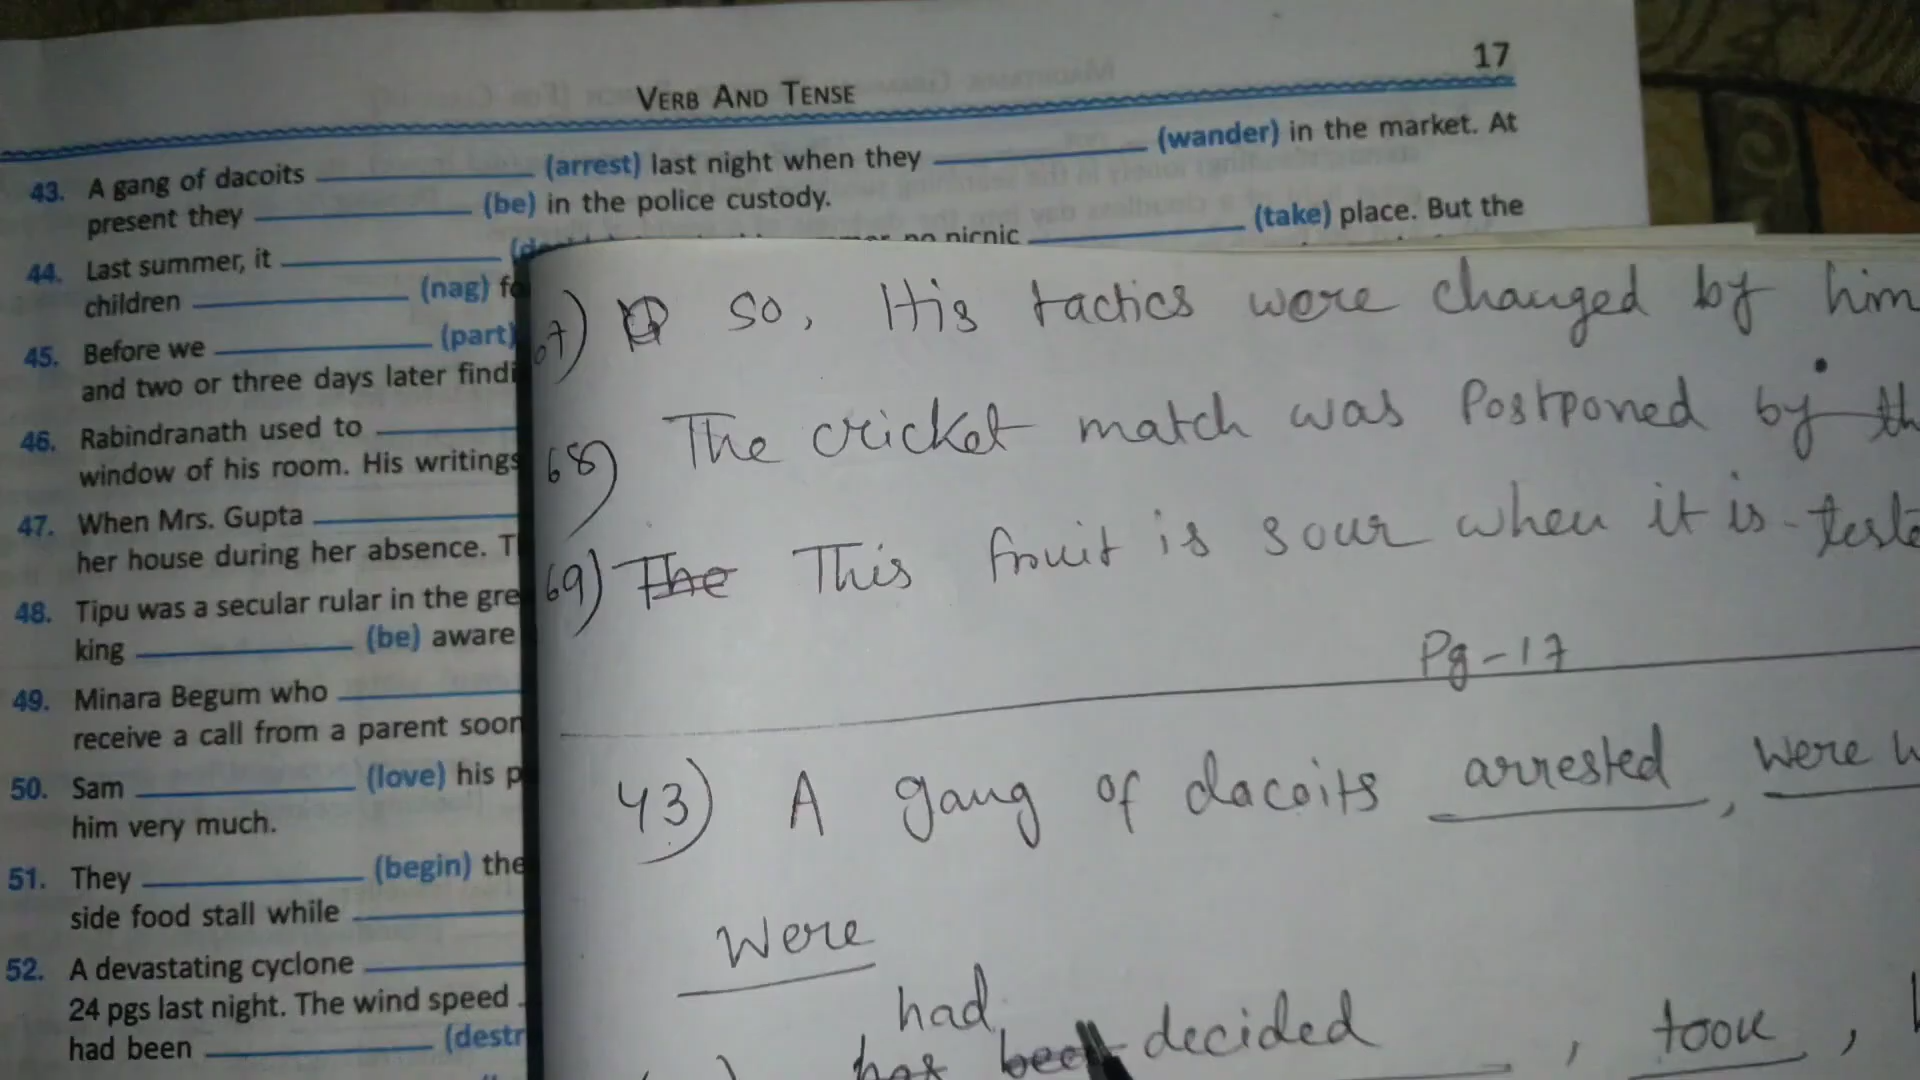 17
VERB AND TENSE
43. A gang of dacoits (arrest) last night when they (wander) in the market. At
present they (be) in the police custody.
44. Last summer, it no picnic (take) place. But the
children (nag)
45. Before we (part)
and two or three days later findi
46. Rabindranath used to
window of his room. His writings
47. When Mrs. Gupta
her house during her absence. T
48. Tipu was a secular rular in the gre
king (be) aware
49. Minara Begum who
receive a call from a parent soon
50. Sam (love) his p
him very much.
51. They (begin) the
side food stall while
52. A devastating cyclone
24 pgs last night. The wind speed
had been (destr
67) so, His tactics were changed by him
68) The cricket match was Postponed by th
69) The This fruit is sour when it is teste
Pg-17
43) A gang of dacoits arrested, were w
were
had
has been decided, took,